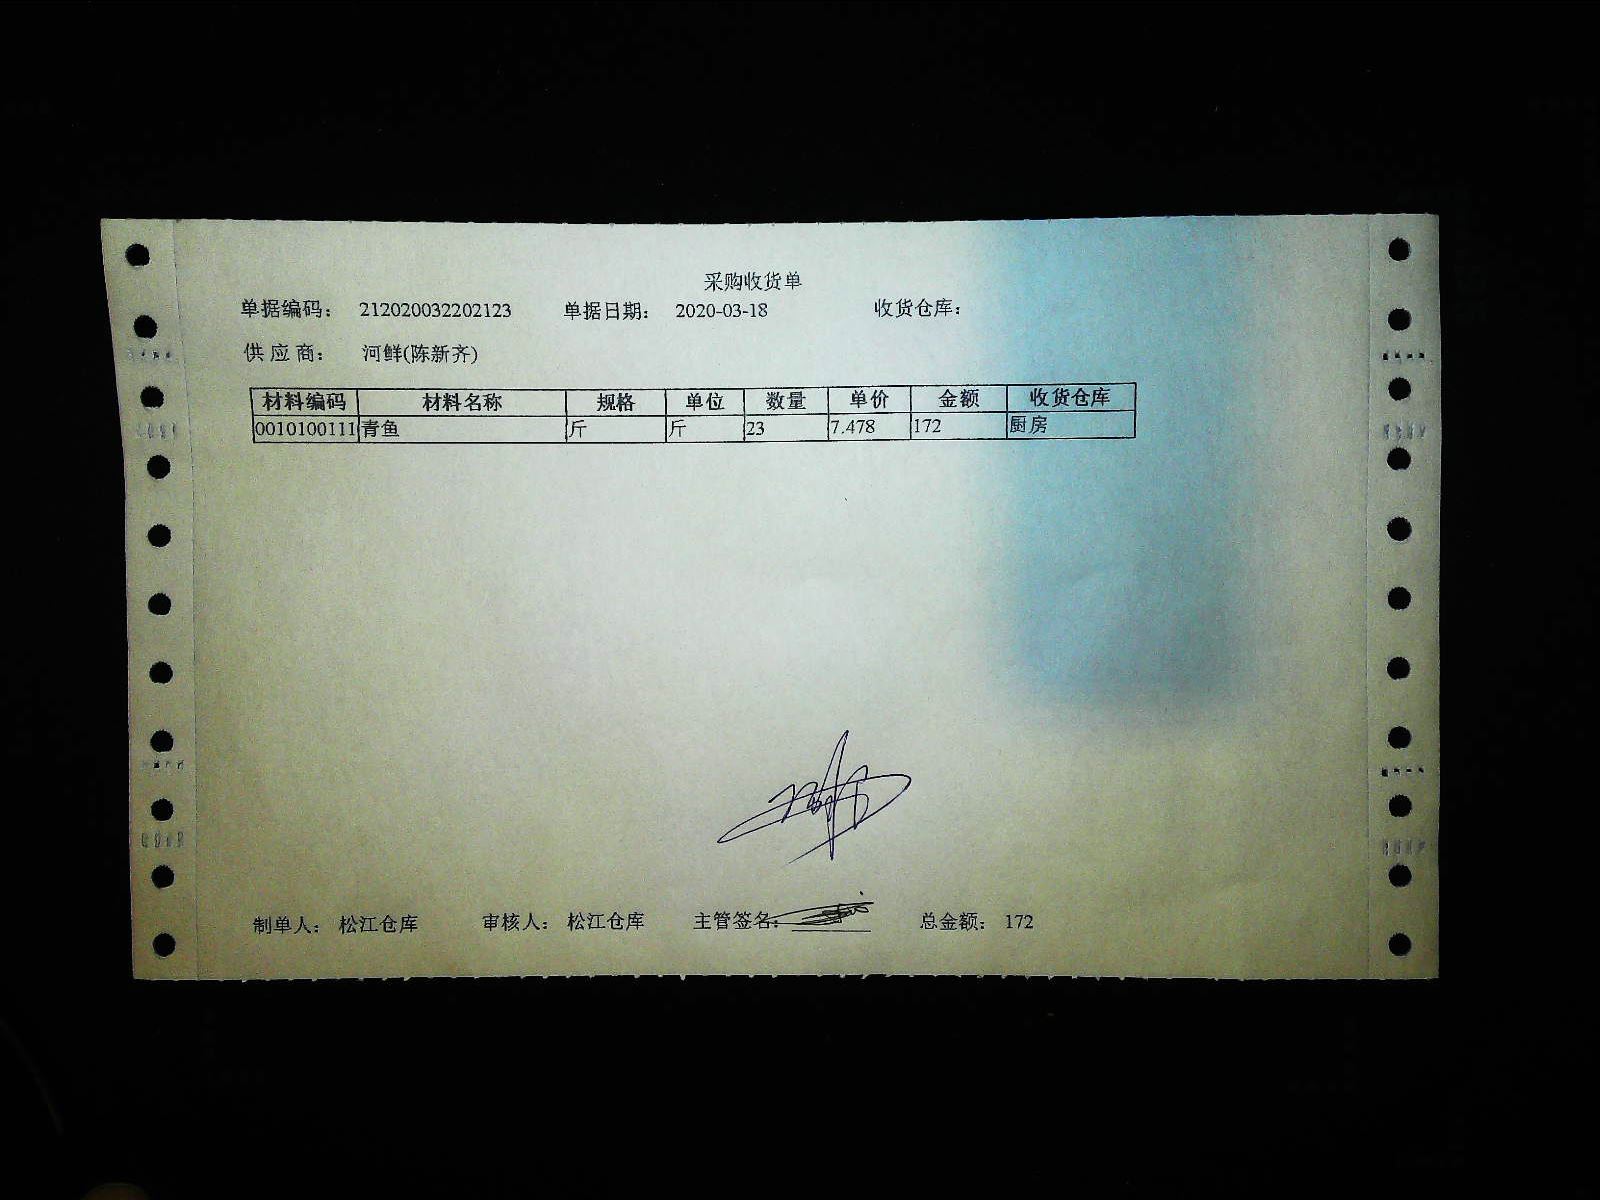 采购收货单
单据编码： 212020032202123 单据日期： 2020-03-18 收货仓库：
供 应 商： 河鲜(陈新齐)
材料编码 材料名称 规格 单位 数量 单价 金额 收货仓库
0010100111 青鱼 斤 斤 23 7.478 172 厨房
制单人： 松江仓库 审核人： 松江仓库 主管签名： 总金额： 172